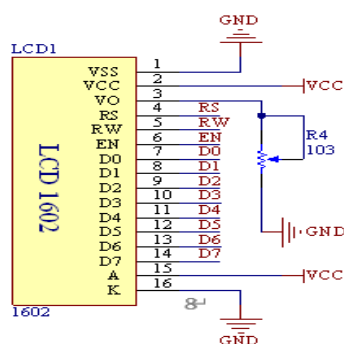 GND
LCD1
VSS 1
VCC 2 VCC
VO 3
RS 4 RS
RW 5 RW
EN 6 EN
D0 7 D0
D1 8 D1
D2 9 D2
D3 10 D3
D4 11 D4
D5 12 D5
D6 13 D6
D7 14 D7
A 15 VCC
K 16
LCD 1602
R4
103
GND
8↵
1602
GND